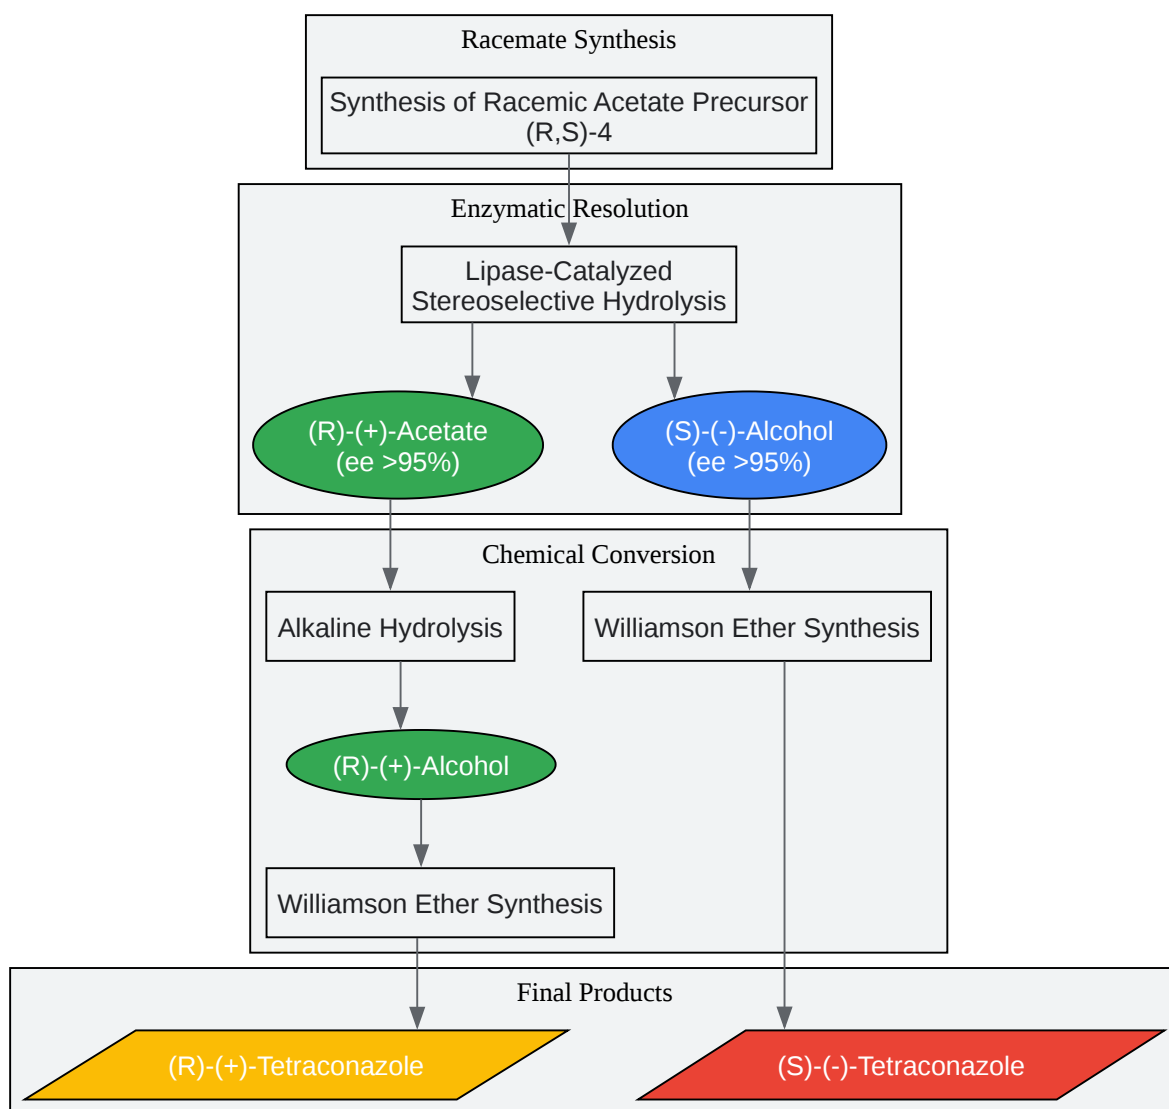 Racemate Synthesis
Synthesis of Racemic Acetate Precursor
(R,S)-4
Enzymatic Resolution
Lipase-Catalyzed
Stereoselective Hydrolysis
(R)-(+)-Acetate
(ee >95%)
(S)-(-)-Alcohol
(ee >95%)
Chemical Conversion
Alkaline Hydrolysis
Williamson Ether Synthesis
(R)-(+)-Alcohol
Williamson Ether Synthesis
Final Products
(R)-(+)-Tetraconazole
(S)-(-)-Tetraconazole